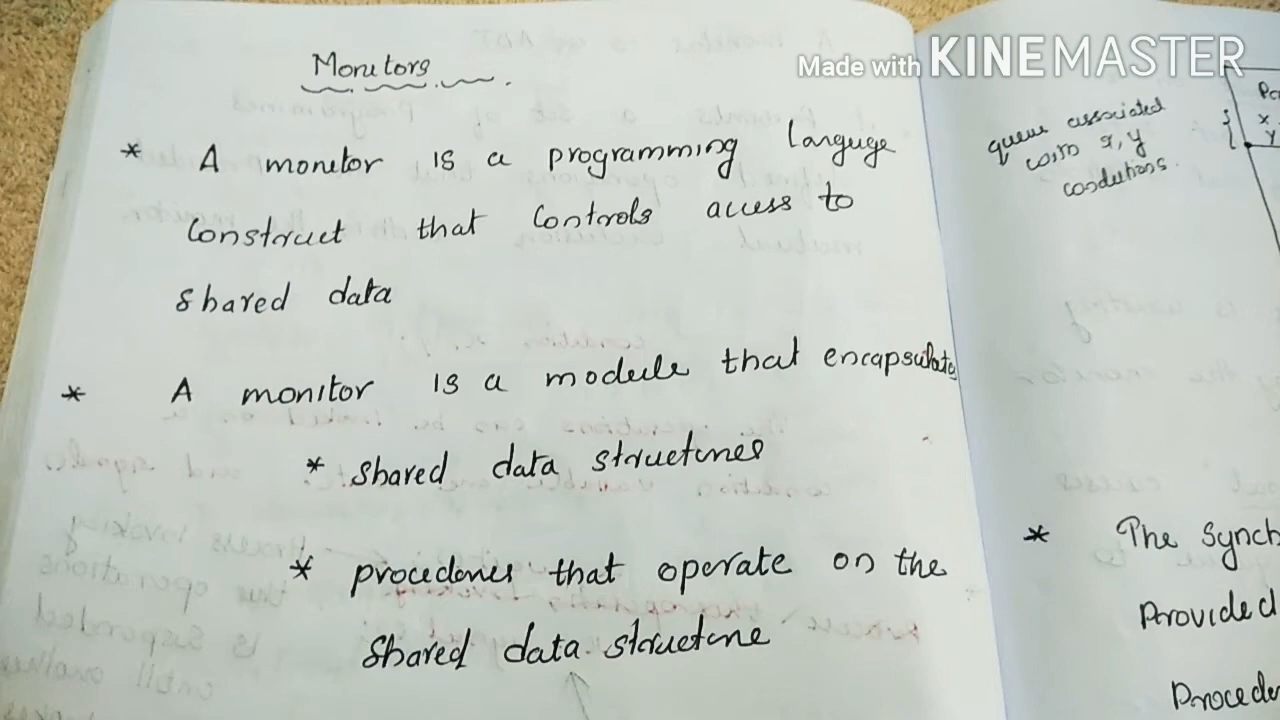 Monitors
* A monitor is a programming languge
construct that controls access to
shared data
* A monitor is a module that encapsulates
* shared data structures
* procedures that operate on the
shared data structure
Made with KINEMASTER
queue associated
with x, y
conditions.
x
y
* The Synch
Provided